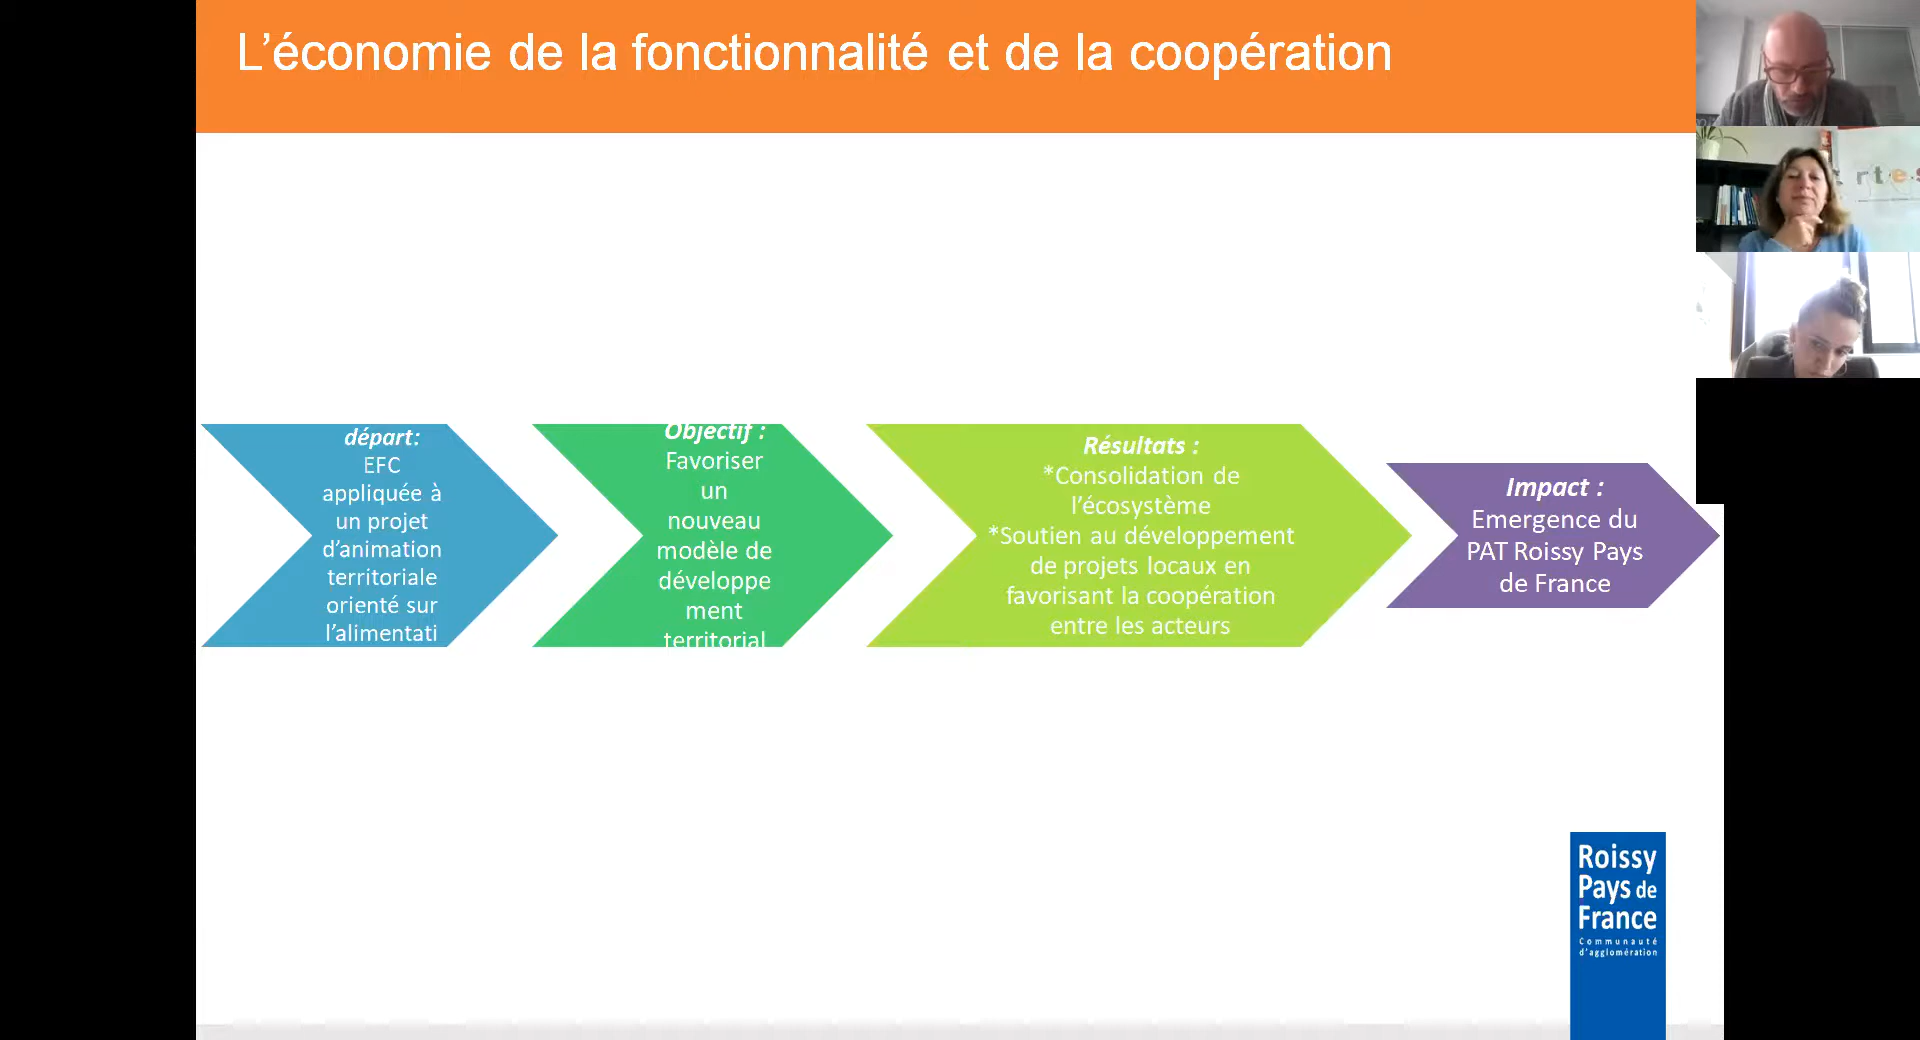 L’économie de la fonctionnalité et de la coopération
départ:
EFC
appliquée à
un projet
d’animation
territoriale
orienté sur
l’alimentati
Objectif :
Favoriser
un
nouveau
modèle de
développe
ment
territorial
Résultats :
*Consolidation de
l’écosystème
*Soutien au développement
de projets locaux en
favorisant la coopération
entre les acteurs
Impact :
Emergence du
PAT Roissy Pays
de France
rtes
Roissy
Pays de
France
Communauté
d’agglomération